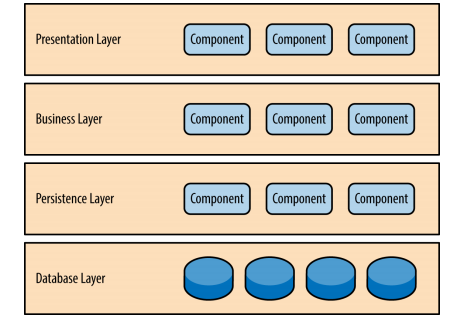 Presentation Layer Component Component Component
Business Layer Component Component Component
Persistence Layer Component Component Component
Database Layer